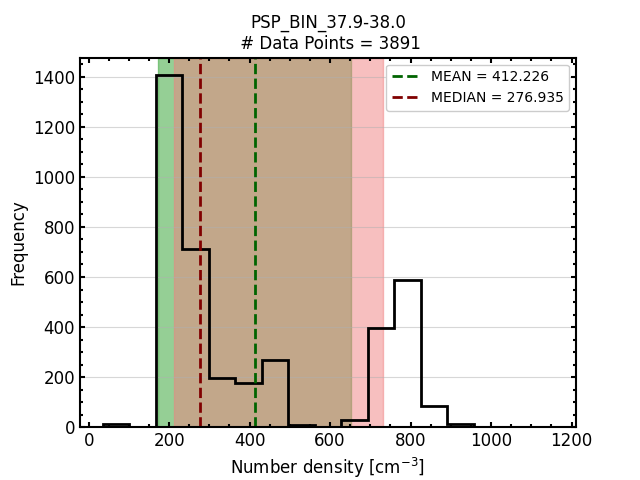 PSP_BIN_37.9-38.0
# Data Points = 3891
MEAN = 412.226
MEDIAN = 276.935
Frequency
1400
1200
1000
800
600
400
200
0
0 200 400 600 800 1000 1200
Number density [cm⁻³]